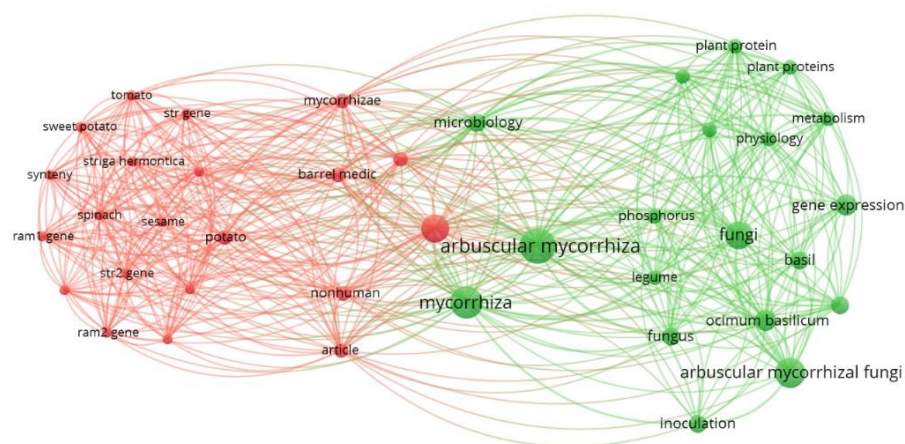 plant protein
plant proteins
tomato
mycorrhizae
str gene
metabolism
microbiology
sweet potato
physiology
striga hermontica
barrel medic
synteny
gene expression
spinach
phosphorus
sesame
ram1 gene
potato
fungi
arbuscular mycorrhiza
basil
str2 gene
legume
nonhuman
mycorrhiza
ocimum basilicum
ram2 gene
fungus
article
arbuscular mycorrhizal fungi
inoculation